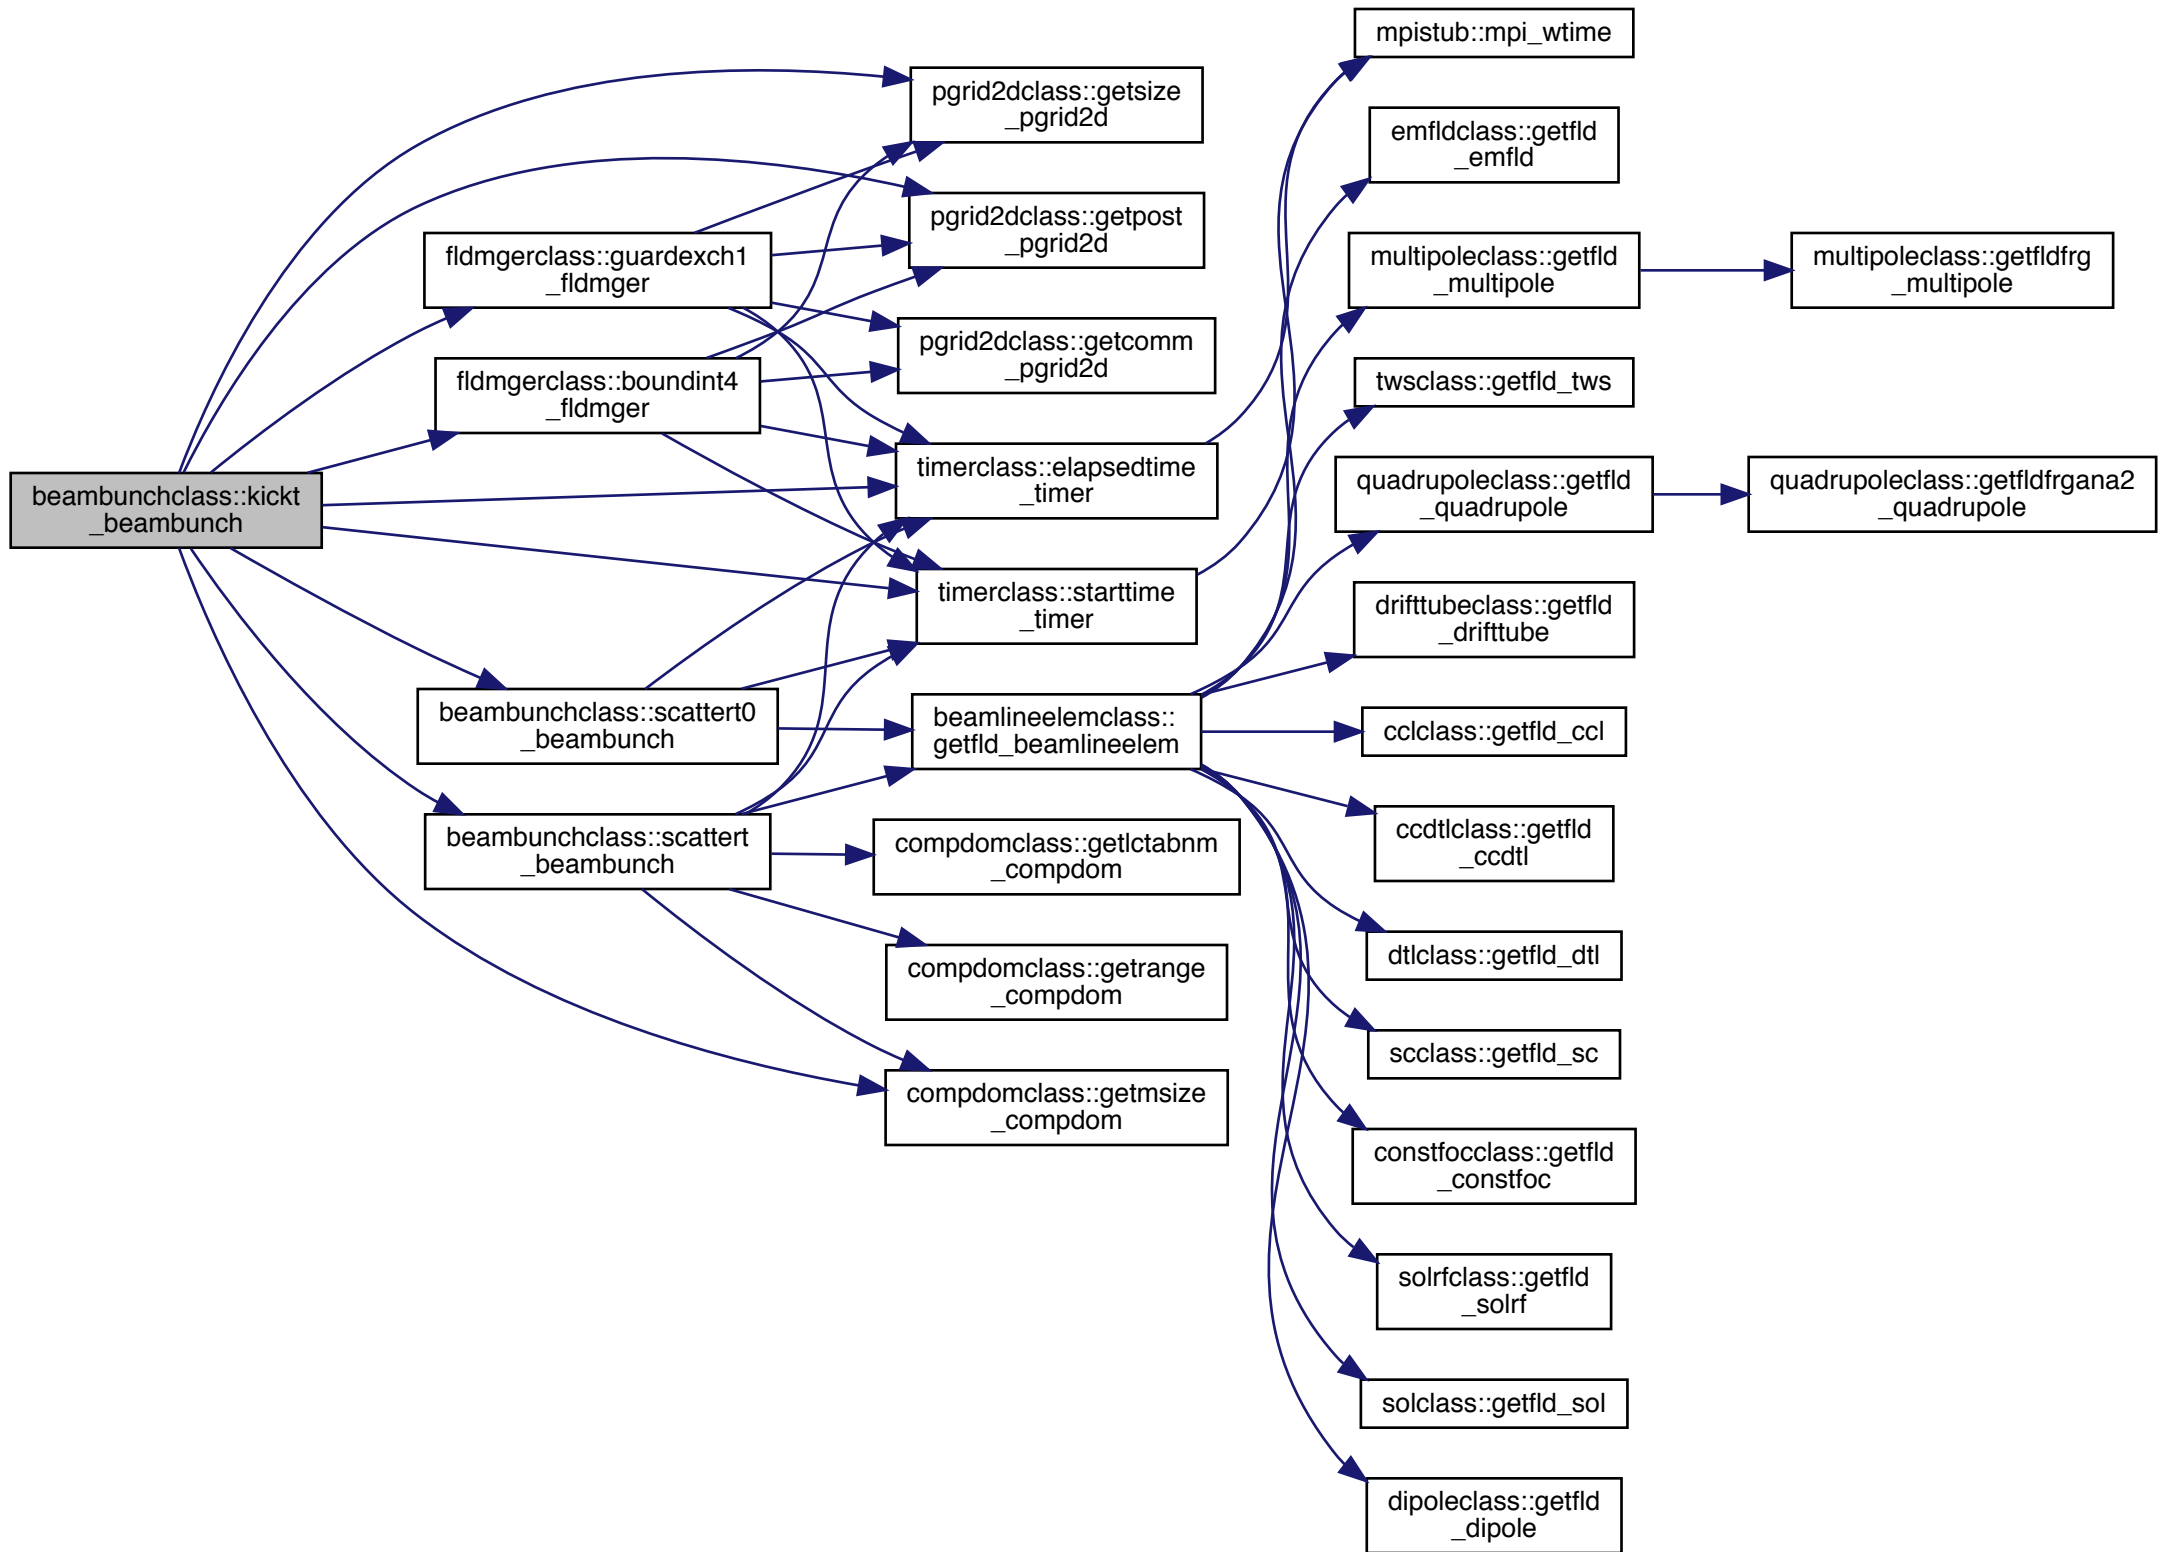 beambunchclass::kickt
_beambunch
fldmgerclass::guardexch1
_fldmger
fldmgerclass::boundint4
_fldmger
beambunchclass::scattert0
_beambunch
beambunchclass::scattert
_beambunch
pgrid2dclass::getsize
_pgrid2d
pgrid2dclass::getpost
_pgrid2d
pgrid2dclass::getcomm
_pgrid2d
timerclass::elapsedtime
_timer
timerclass::starttime
_timer
beamlineelemclass::
getfld_beamlineelem
compdomclass::getlctabnm
_compdom
compdomclass::getrange
_compdom
compdomclass::getmsize
_compdom
mpistub::mpi_wtime
emfldclass::getfld
_emfld
multipoleclass::getfld
_multipole
twsclass::getfld_tws
quadrupoleclass::getfld
_quadrupole
drifttubeclass::getfld
_drifttube
cclclass::getfld_ccl
ccdtlclass::getfld
_ccdtl
dtlclass::getfld_dtl
scclass::getfld_sc
constfocclass::getfld
_constfoc
solrfclass::getfld
_solrf
solclass::getfld_sol
dipoleclass::getfld
_dipole
multipoleclass::getfldfrg
_multipole
quadrupoleclass::getfldfrgana2
_quadrupole